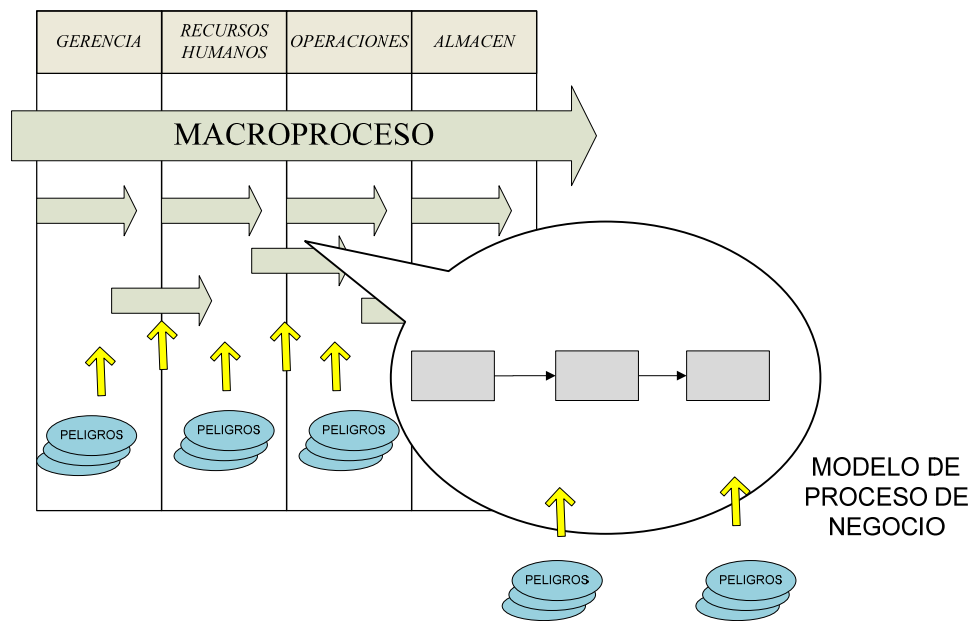 GERENCIA
RECURSOS
HUMANOS
OPERACIONES
ALMACEN
MACROPROCESO
PELIGROS
PELIGROS
PELIGROS
MODELO DE
PROCESO DE
NEGOCIO
PELIGROS
PELIGROS